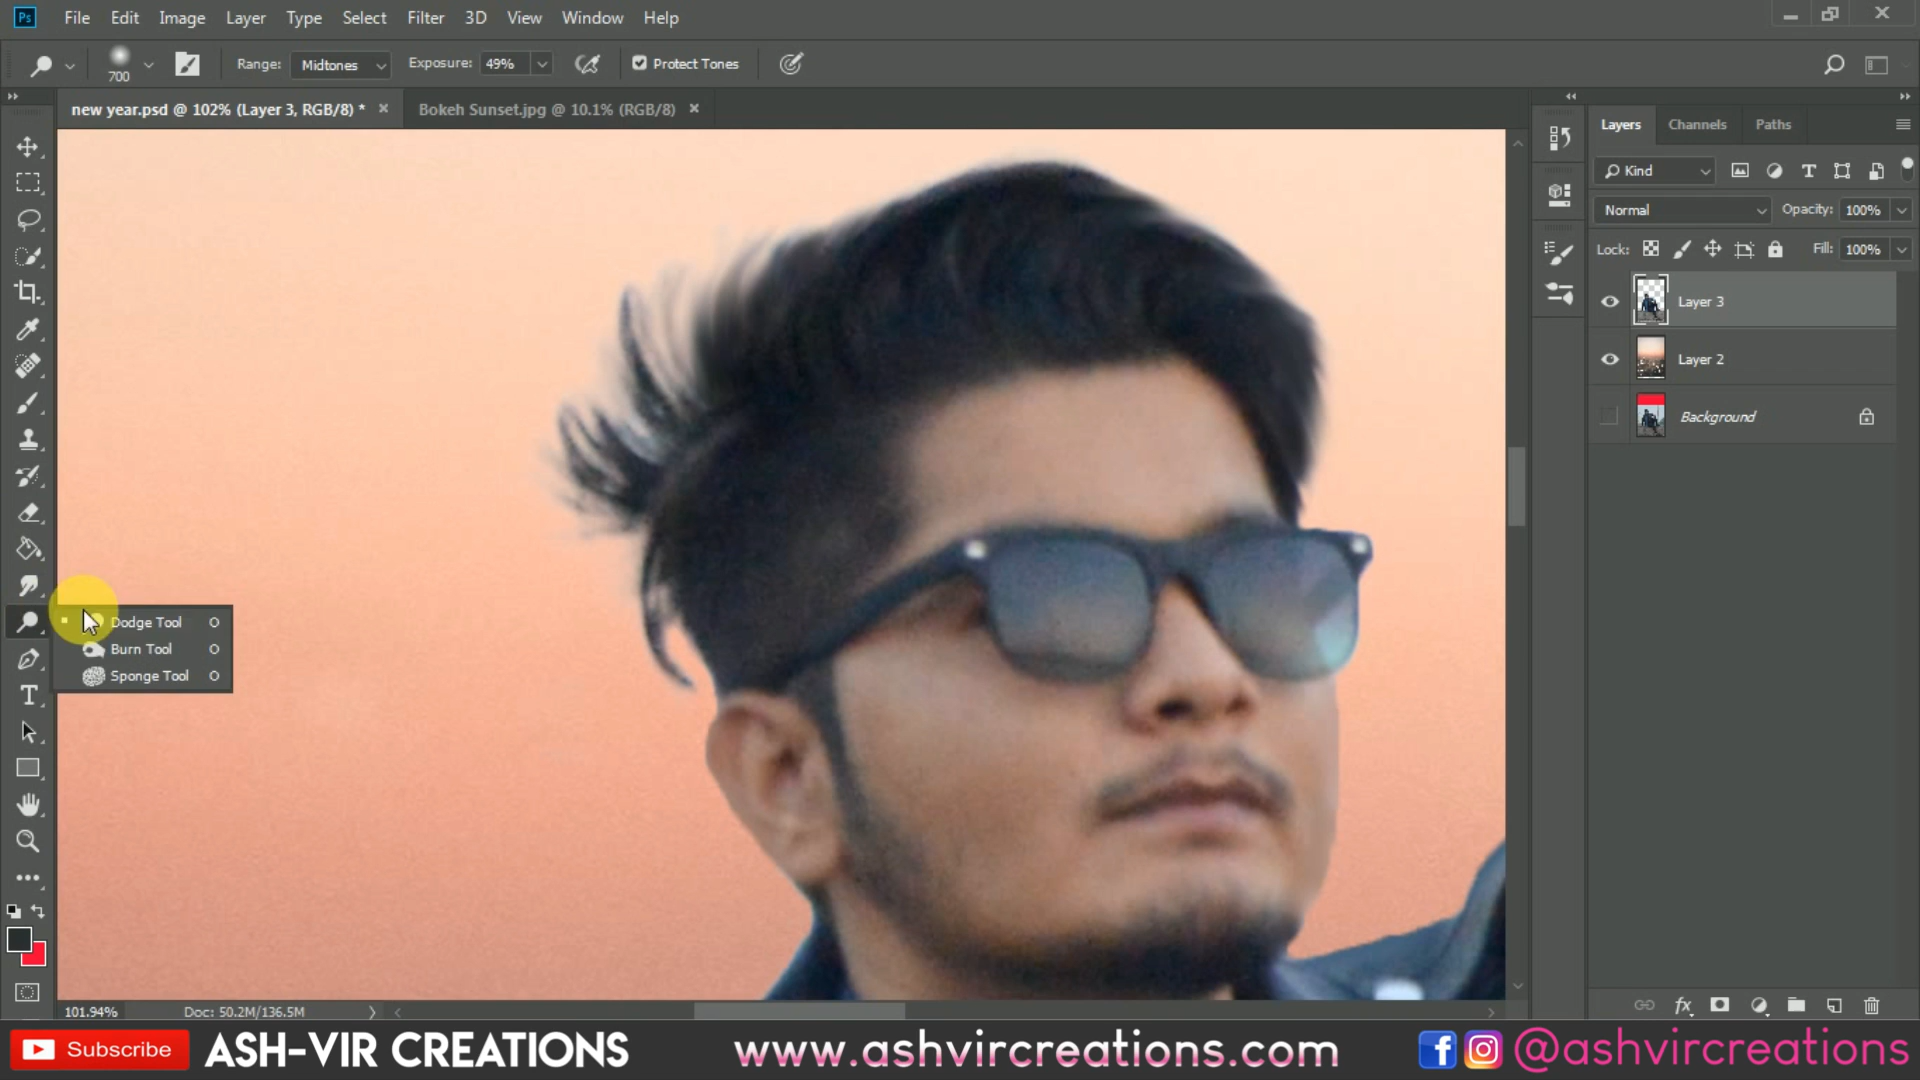 Ps File Edit Image Layer Type Select Filter 3D View Window Help
700 Range: Midtones Exposure: 49% Protect Tones
new year.psd @ 102% (Layer 3, RGB/8) * × Bokeh Sunset.jpg @ 10.1% (RGB/8) ×
Layers Channels Paths
Kind
Normal Opacity: 100%
Lock: Fill: 100%
Layer 3
Layer 2
Background
Dodge Tool O
Burn Tool O
Sponge Tool O
101.94% Doc: 50.2M/136.5M
Subscribe ASH-VIR CREATIONS www.ashvircreations.com @ashvircreations